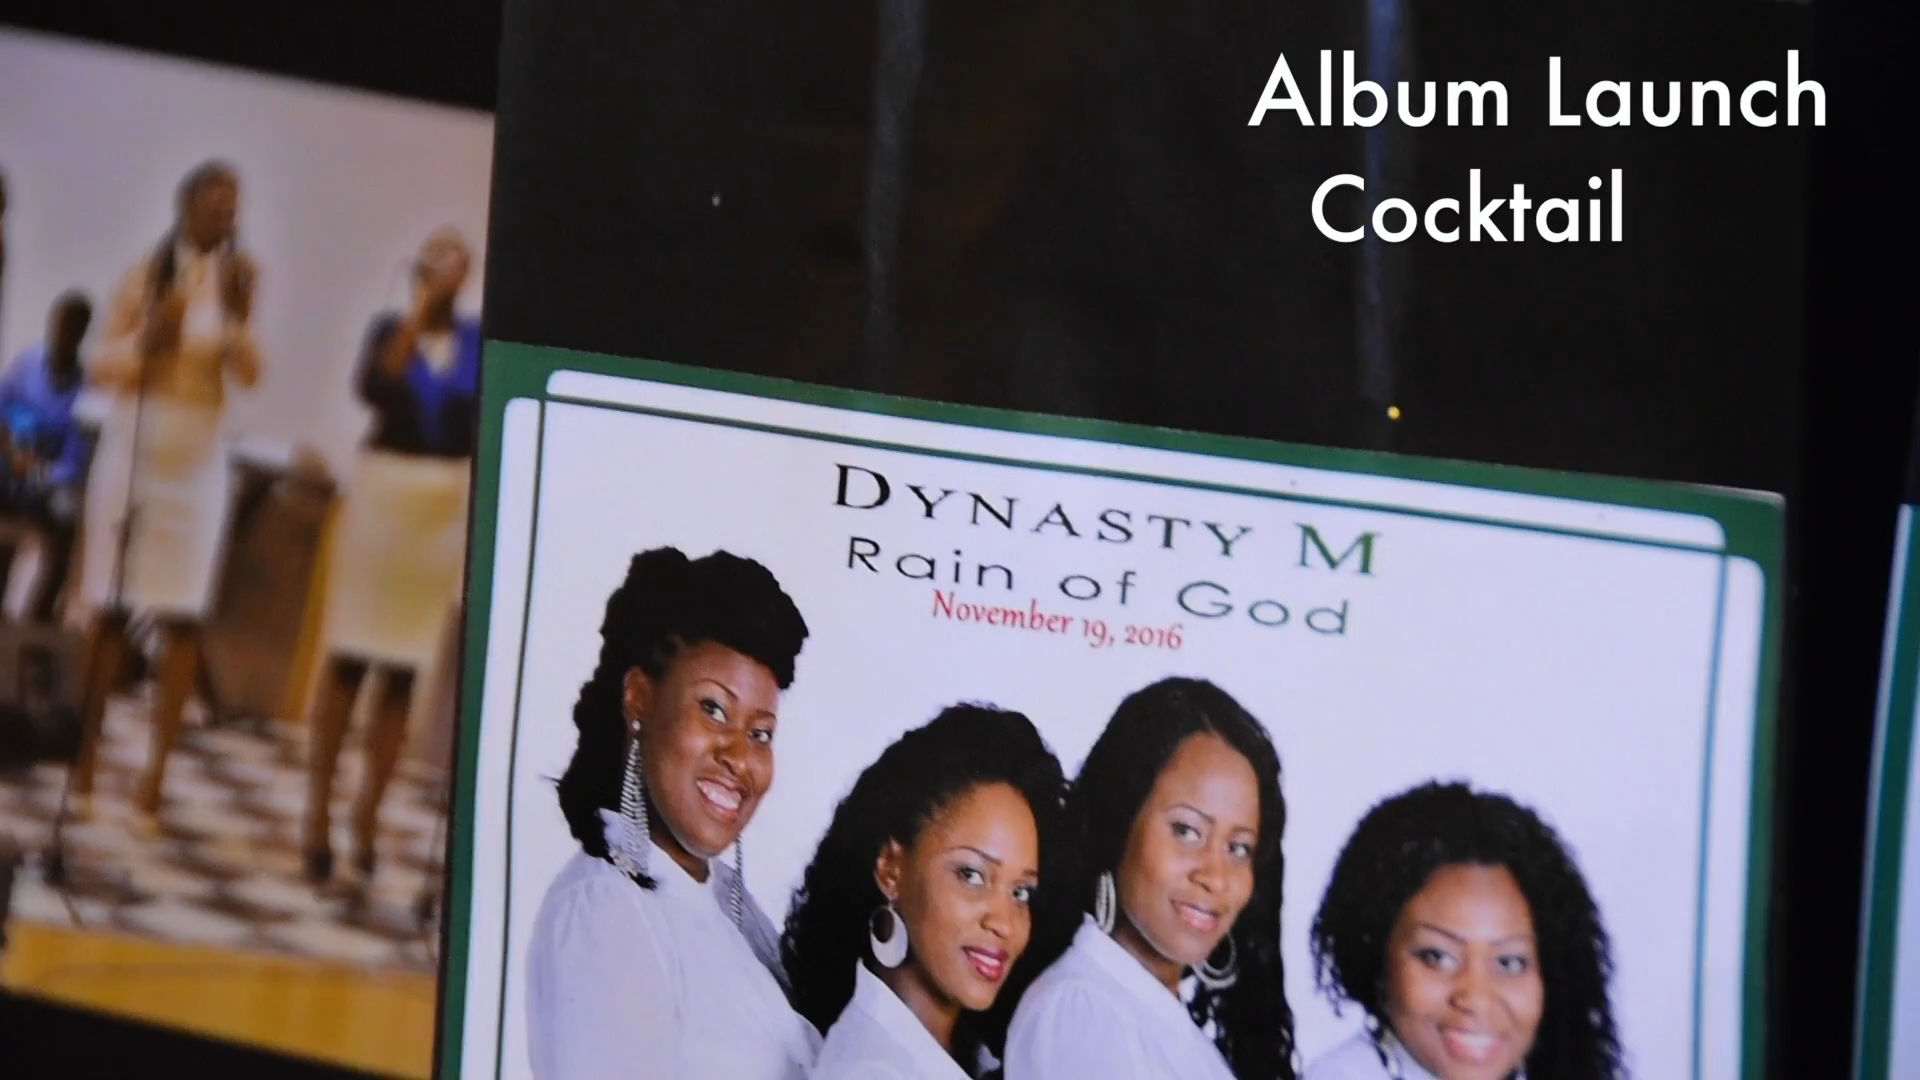 Album Launch
Cocktail
DYNASTY M
Rain of God
November 19, 2016